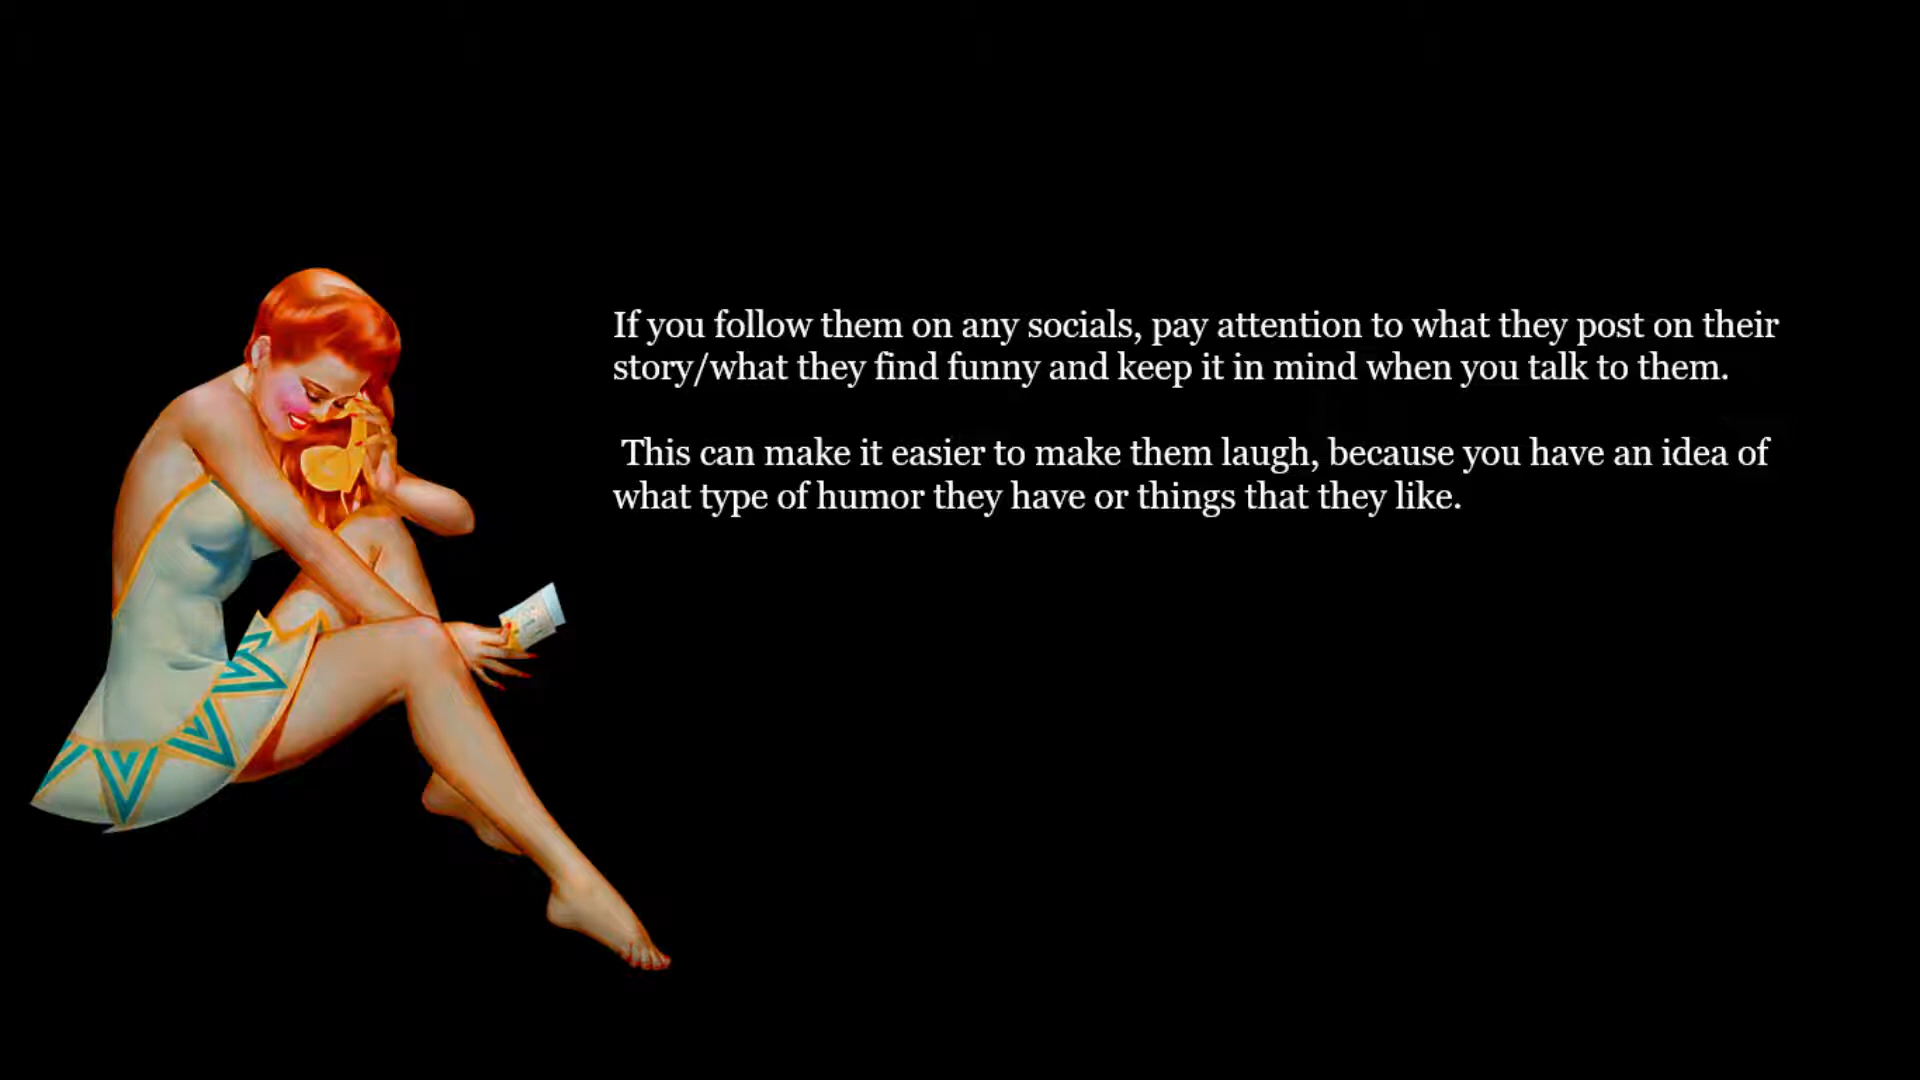 If you follow them on any socials, pay attention to what they post on their
story/what they find funny and keep it in mind when you talk to them.
This can make it easier to make them laugh, because you have an idea of
what type of humor they have or things that they like.